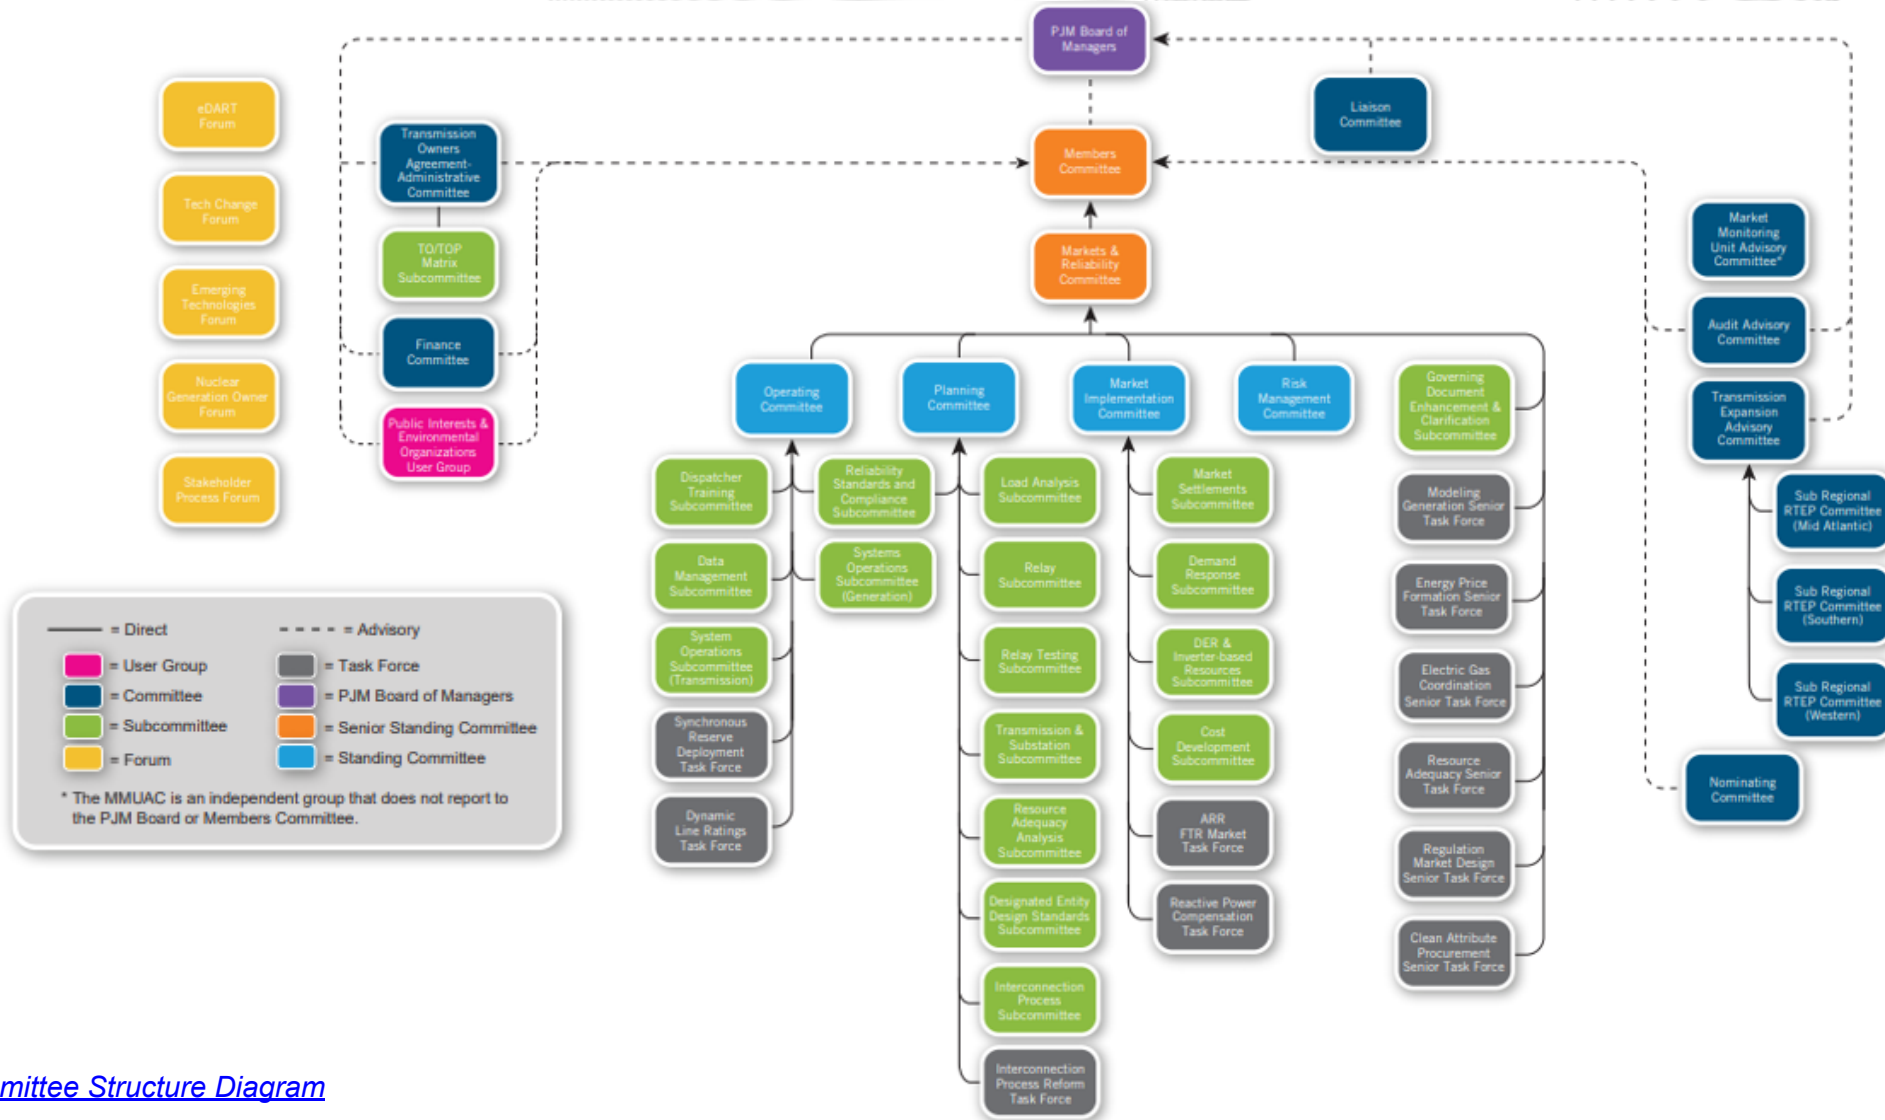 PJM Board of
Managers
Liaison
Committee
eDART
Forum
Tech Change
Forum
Emerging
Technologies
Forum
Nuclear
Generation Owner
Forum
Stakeholder
Process Forum
Transmission
Owners
Agreement-
Administrative
Committee
TO/TOP
Matrix
Subcommittee
Finance
Committee
Public Interests &
Environmental
Organizations
User Group
Members
Committee
Markets &
Reliability
Committee
Market
Monitoring
Unit Advisory
Committee*
Audit Advisory
Committee
Transmission
Expansion
Advisory
Committee
Sub Regional
RTEP Committee
(Mid Atlantic)
Sub Regional
RTEP Committee
(Southern)
Sub Regional
RTEP Committee
(Western)
Nominating
Committee
Operating
Committee
Planning
Committee
Market
Implementation
Committee
Risk
Management
Committee
Dispatcher
Training
Subcommittee
Data
Management
Subcommittee
System
Operations
Subcommittee
(Transmission)
Synchronous
Reserve
Deployment
Task Force
Dynamic
Line Ratings
Task Force
Reliability
Standards and
Compliance
Subcommittee
Systems
Operations
Subcommittee
(Generation)
Load Analysis
Subcommittee
Relay
Subcommittee
Relay Testing
Subcommittee
Transmission &
Substation
Subcommittee
Resource
Adequacy
Analysis
Subcommittee
Designated Entity
Design Standards
Subcommittee
Interconnection
Process
Subcommittee
Interconnection
Process Reform
Task Force
Market
Settlements
Subcommittee
Demand
Response
Subcommittee
DER &
Inverter-based
Resources
Subcommittee
Cost
Development
Subcommittee
ARR
FTR Market
Task Force
Reactive Power
Compensation
Task Force
Governing
Document
Enhancement &
Clarification
Subcommittee
Modeling
Generation Senior
Task Force
Energy Price
Formation Senior
Task Force
Electric Gas
Coordination
Senior Task Force
Resource
Adequacy Senior
Task Force
Regulation
Market Design
Senior Task Force
Clean Attribute
Procurement
Senior Task Force
= Direct
= Advisory
= User Group
= Task Force
= Committee
= PJM Board of Managers
= Subcommittee
= Senior Standing Committee
= Forum
= Standing Committee
* The MMUAC is an independent group that does not report to
the PJM Board or Members Committee.
mittee Structure Diagram